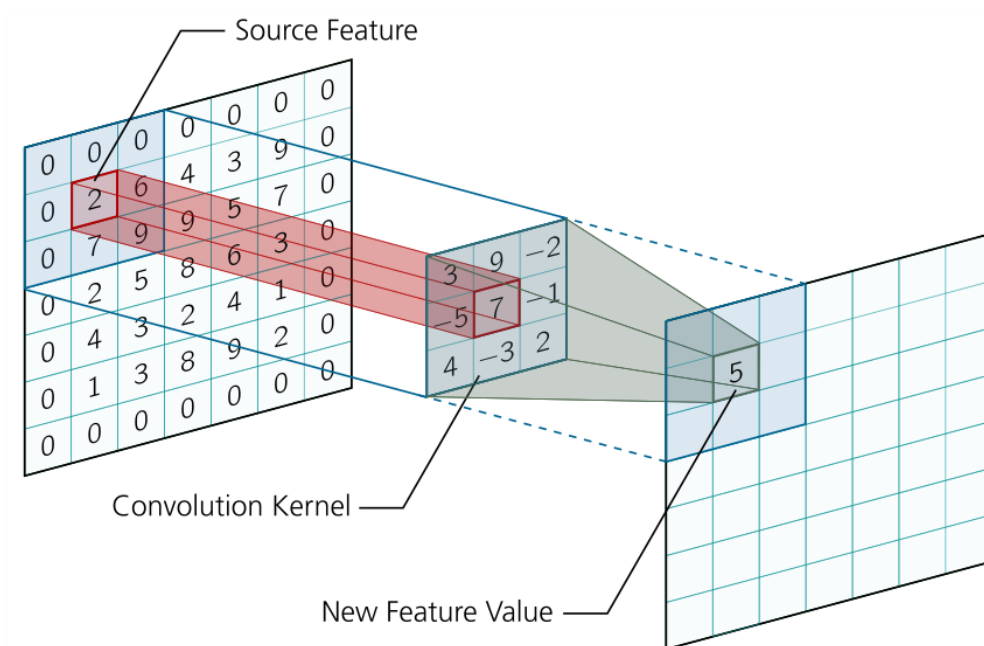 Source Feature
0 0 0 0 0 0 0
0 2 6 4 3 9 0
0 7 9 9 5 7 0
0 2 5 8 6 3 0
0 4 3 2 4 1 0
0 1 3 8 9 2
0 0 0 0 0 0 0
3 9 −2
−5 7 −1
4 −3 2
5
Convolution Kernel
New Feature Value